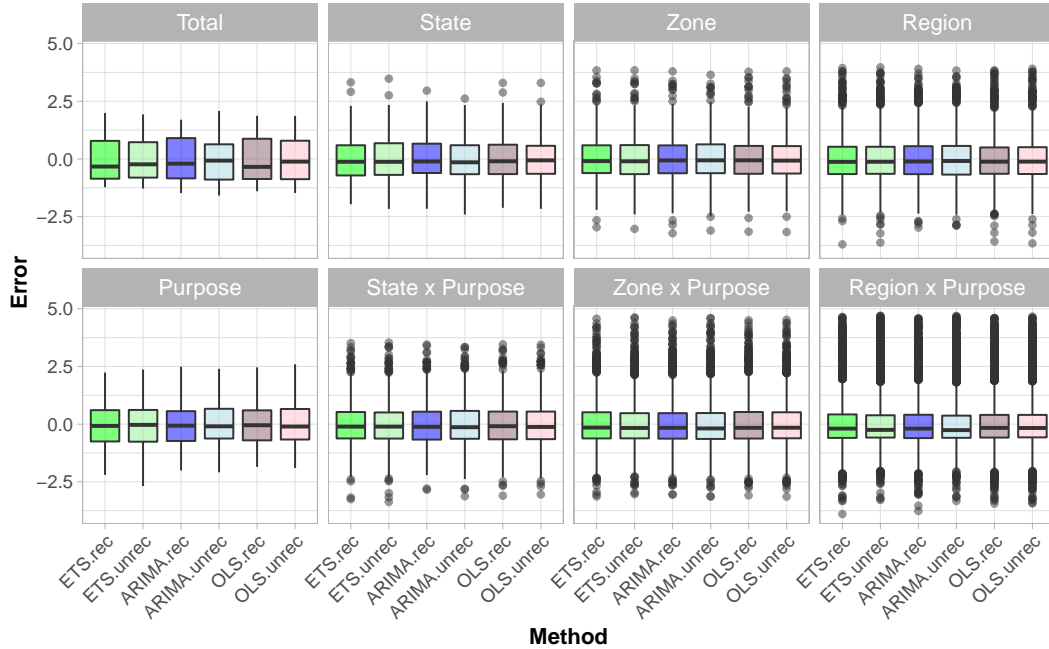 Total State Zone Region
5.0
2.5
0.0
−2.5
Purpose State x Purpose Zone x Purpose Region x Purpose
5.0
2.5
0.0
−2.5
Error
ETS.rec ETS.unrec ARIMA.rec ARIMA.unrec OLS.rec OLS.unrec ETS.rec ETS.unrec ARIMA.rec ARIMA.unrec OLS.rec OLS.unrec ETS.rec ETS.unrec ARIMA.rec ARIMA.unrec OLS.rec OLS.unrec ETS.rec ETS.unrec ARIMA.rec ARIMA.unrec OLS.rec OLS.unrec
Method